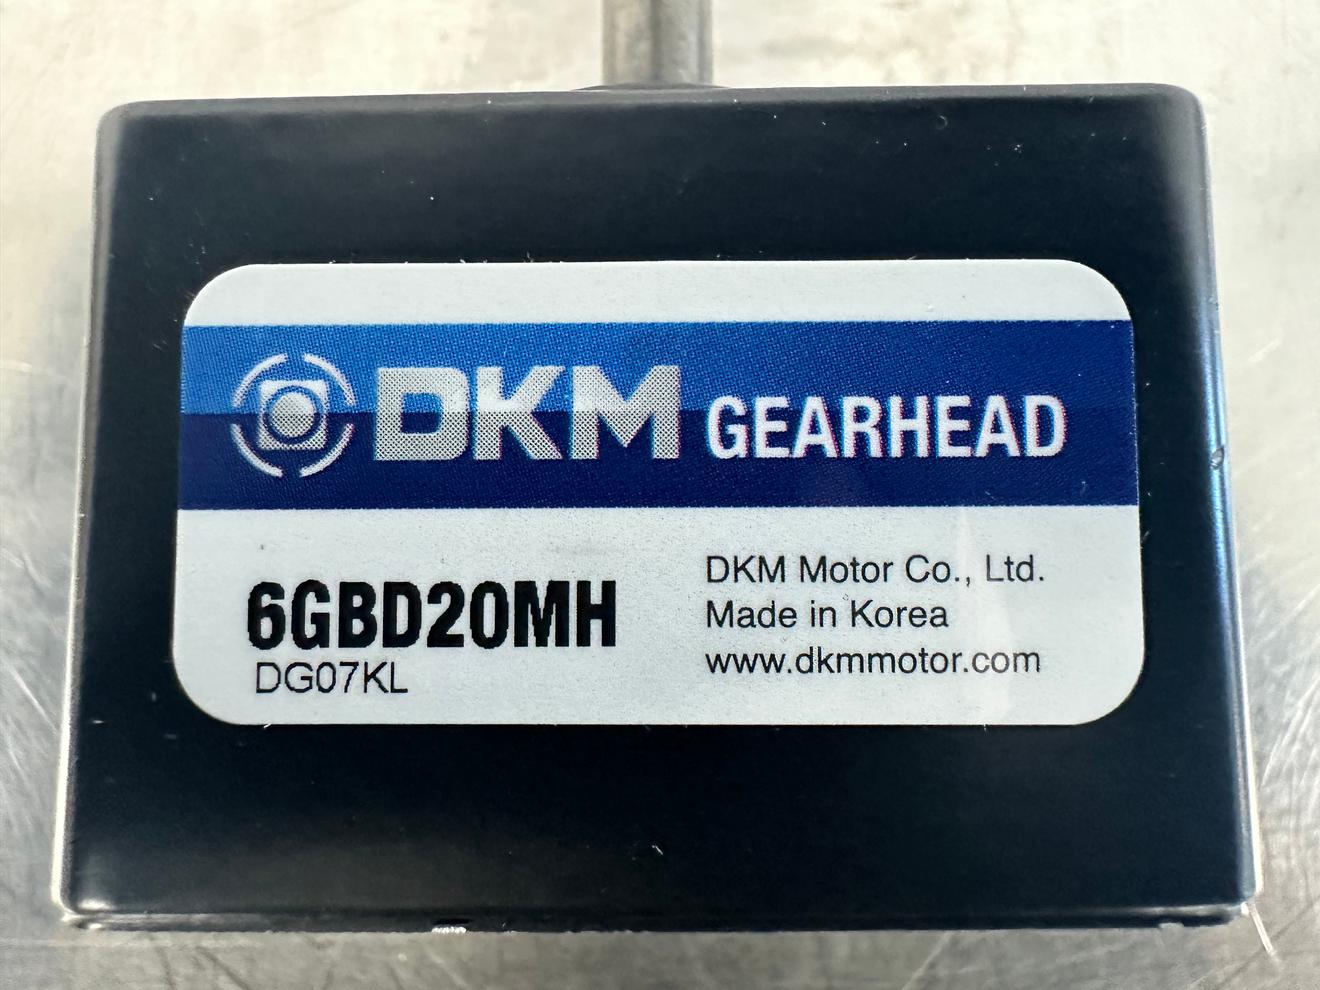 DKM GEARHEAD
6GBD20MH
DG07KL
DKM Motor Co., Ltd.
Made in Korea
www.dkmmotor.com